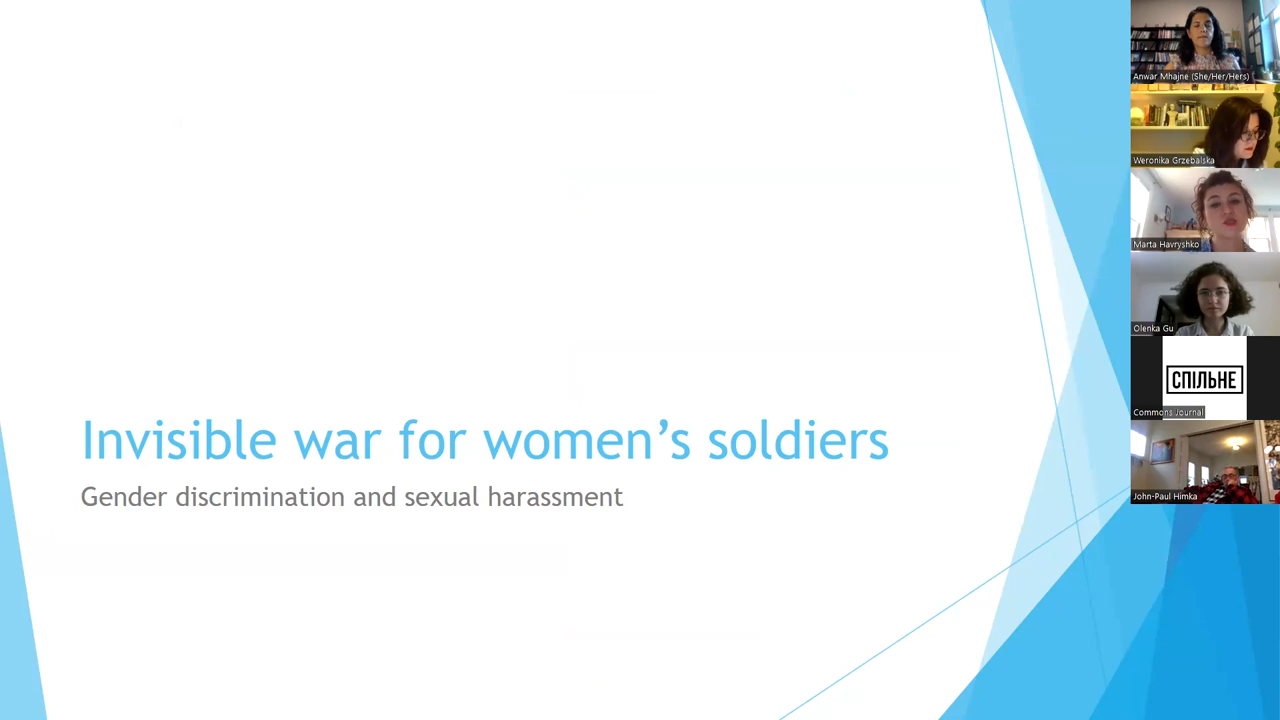 Invisible war for women’s soldiers
Gender discrimination and sexual harassment
Anwar Mhajne (She/Her/Hers)
Weronika Grzebalska
Marta Havryshko
Olenka Gu
СПІЛЬНЕ
Commons Journal
John-Paul Himka